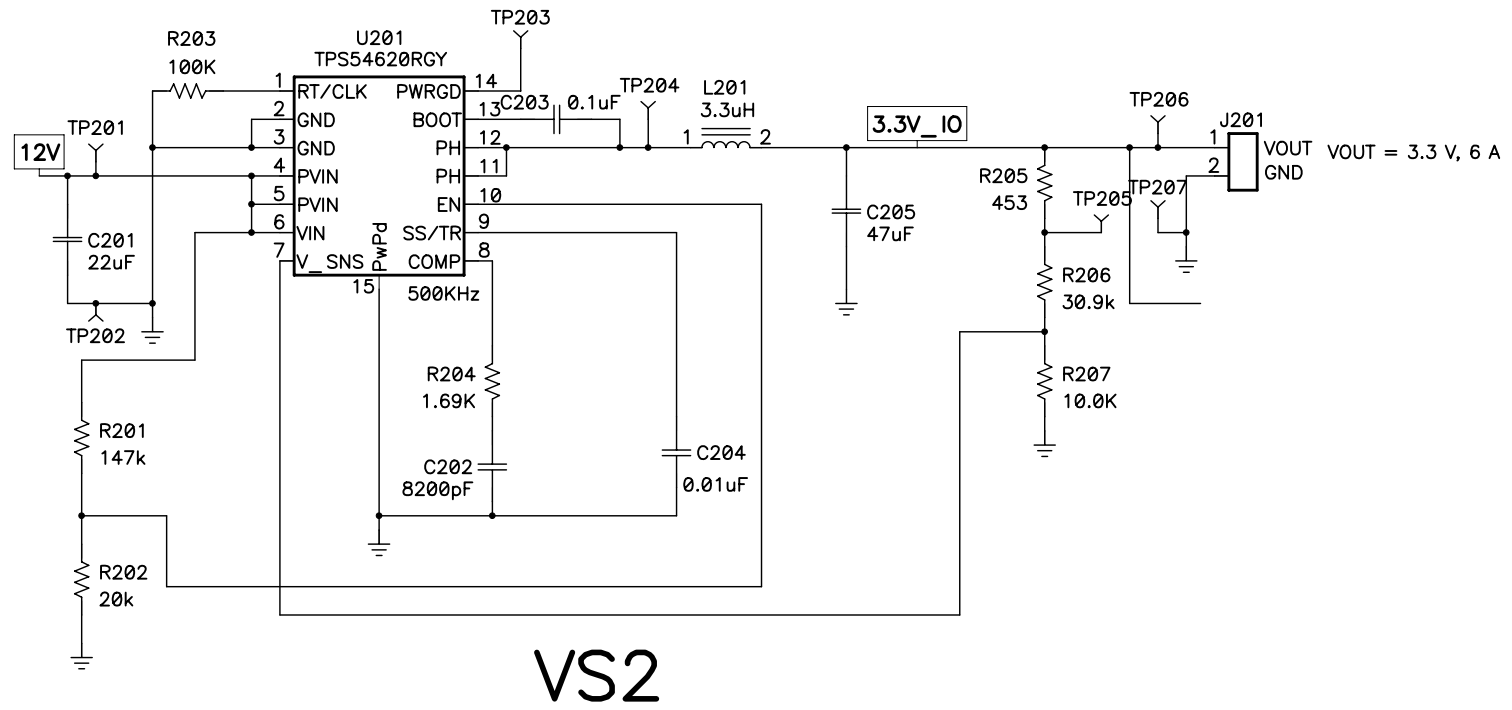 TP203
R203
100K
U201
TPS54620RGY
1 RT/CLK PWRGD 14
2 GND BOOT 13
3 GND PH 12
4 PVIN PH 11
5 PVIN EN 10
6 VIN SS/TR 9
7 V_SNS COMP 8
PwPd
15
500KHz
12V
TP201
C201
22uF
TP202
C203 0.1uF
TP204
L201
3.3uH
1 2
3.3V_IO
TP206
J201
1 VOUT
2 GND
VOUT = 3.3 V, 6 A
R205
453
TP205
TP207
C205
47uF
R206
30.9k
R207
10.0K
R204
1.69K
C202
8200pF
C204
0.01uF
R201
147k
R202
20k
VS2